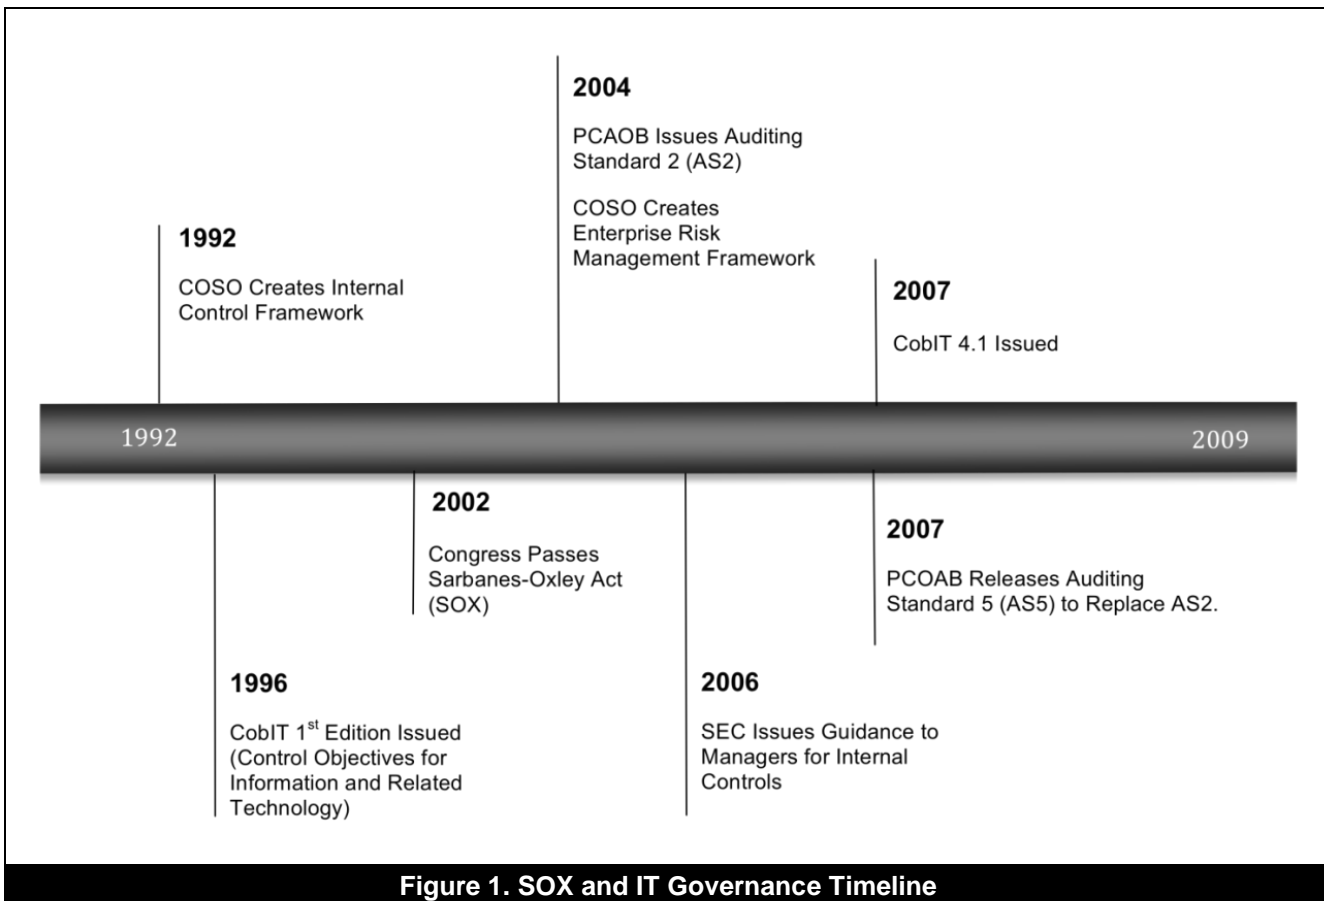 2004
PCAOB Issues Auditing
Standard 2 (AS2)
COSO Creates
Enterprise Risk
Management Framework
1992
COSO Creates Internal
Control Framework
2007
CobIT 4.1 Issued
1992
2009
2002
Congress Passes
Sarbanes-Oxley Act
(SOX)
2007
PCOAB Releases Auditing
Standard 5 (AS5) to Replace AS2.
1996
CobIT 1st Edition Issued
(Control Objectives for
Information and Related
Technology)
2006
SEC Issues Guidance to
Managers for Internal
Controls
Figure 1. SOX and IT Governance Timeline